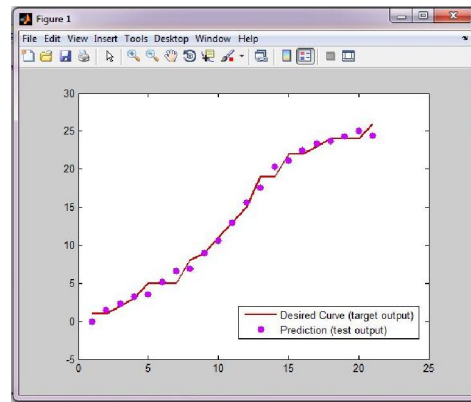 Figure 1
File Edit View Insert Tools Desktop Window Help
30
25
20
15
10
5
0
-5
0 5 10 15 20 25
Desired Curve (target output)
Prediction (test output)